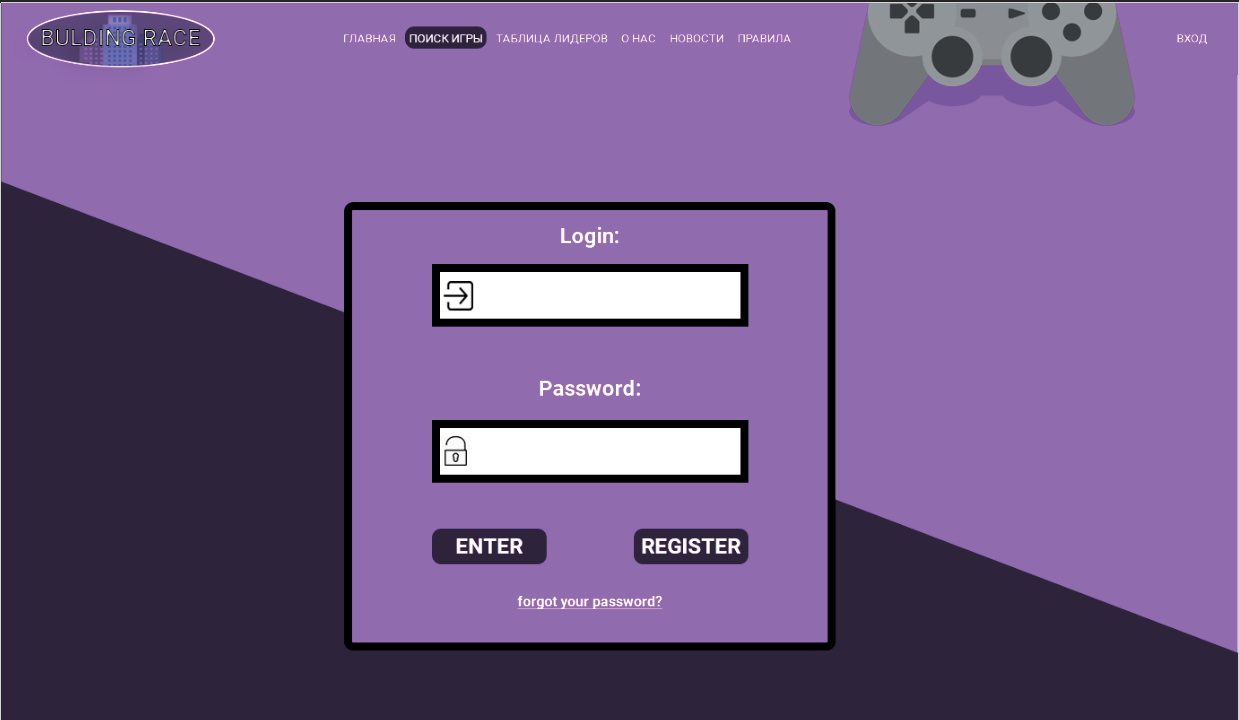 BULDING RACE
ГЛАВНАЯ ПОИСК ИГРЫ ТАБЛИЦА ЛИДЕРОВ О НАС НОВОСТИ ПРАВИЛА ВХОД
Login:
Password:
ENTER REGISTER
forgot your password?